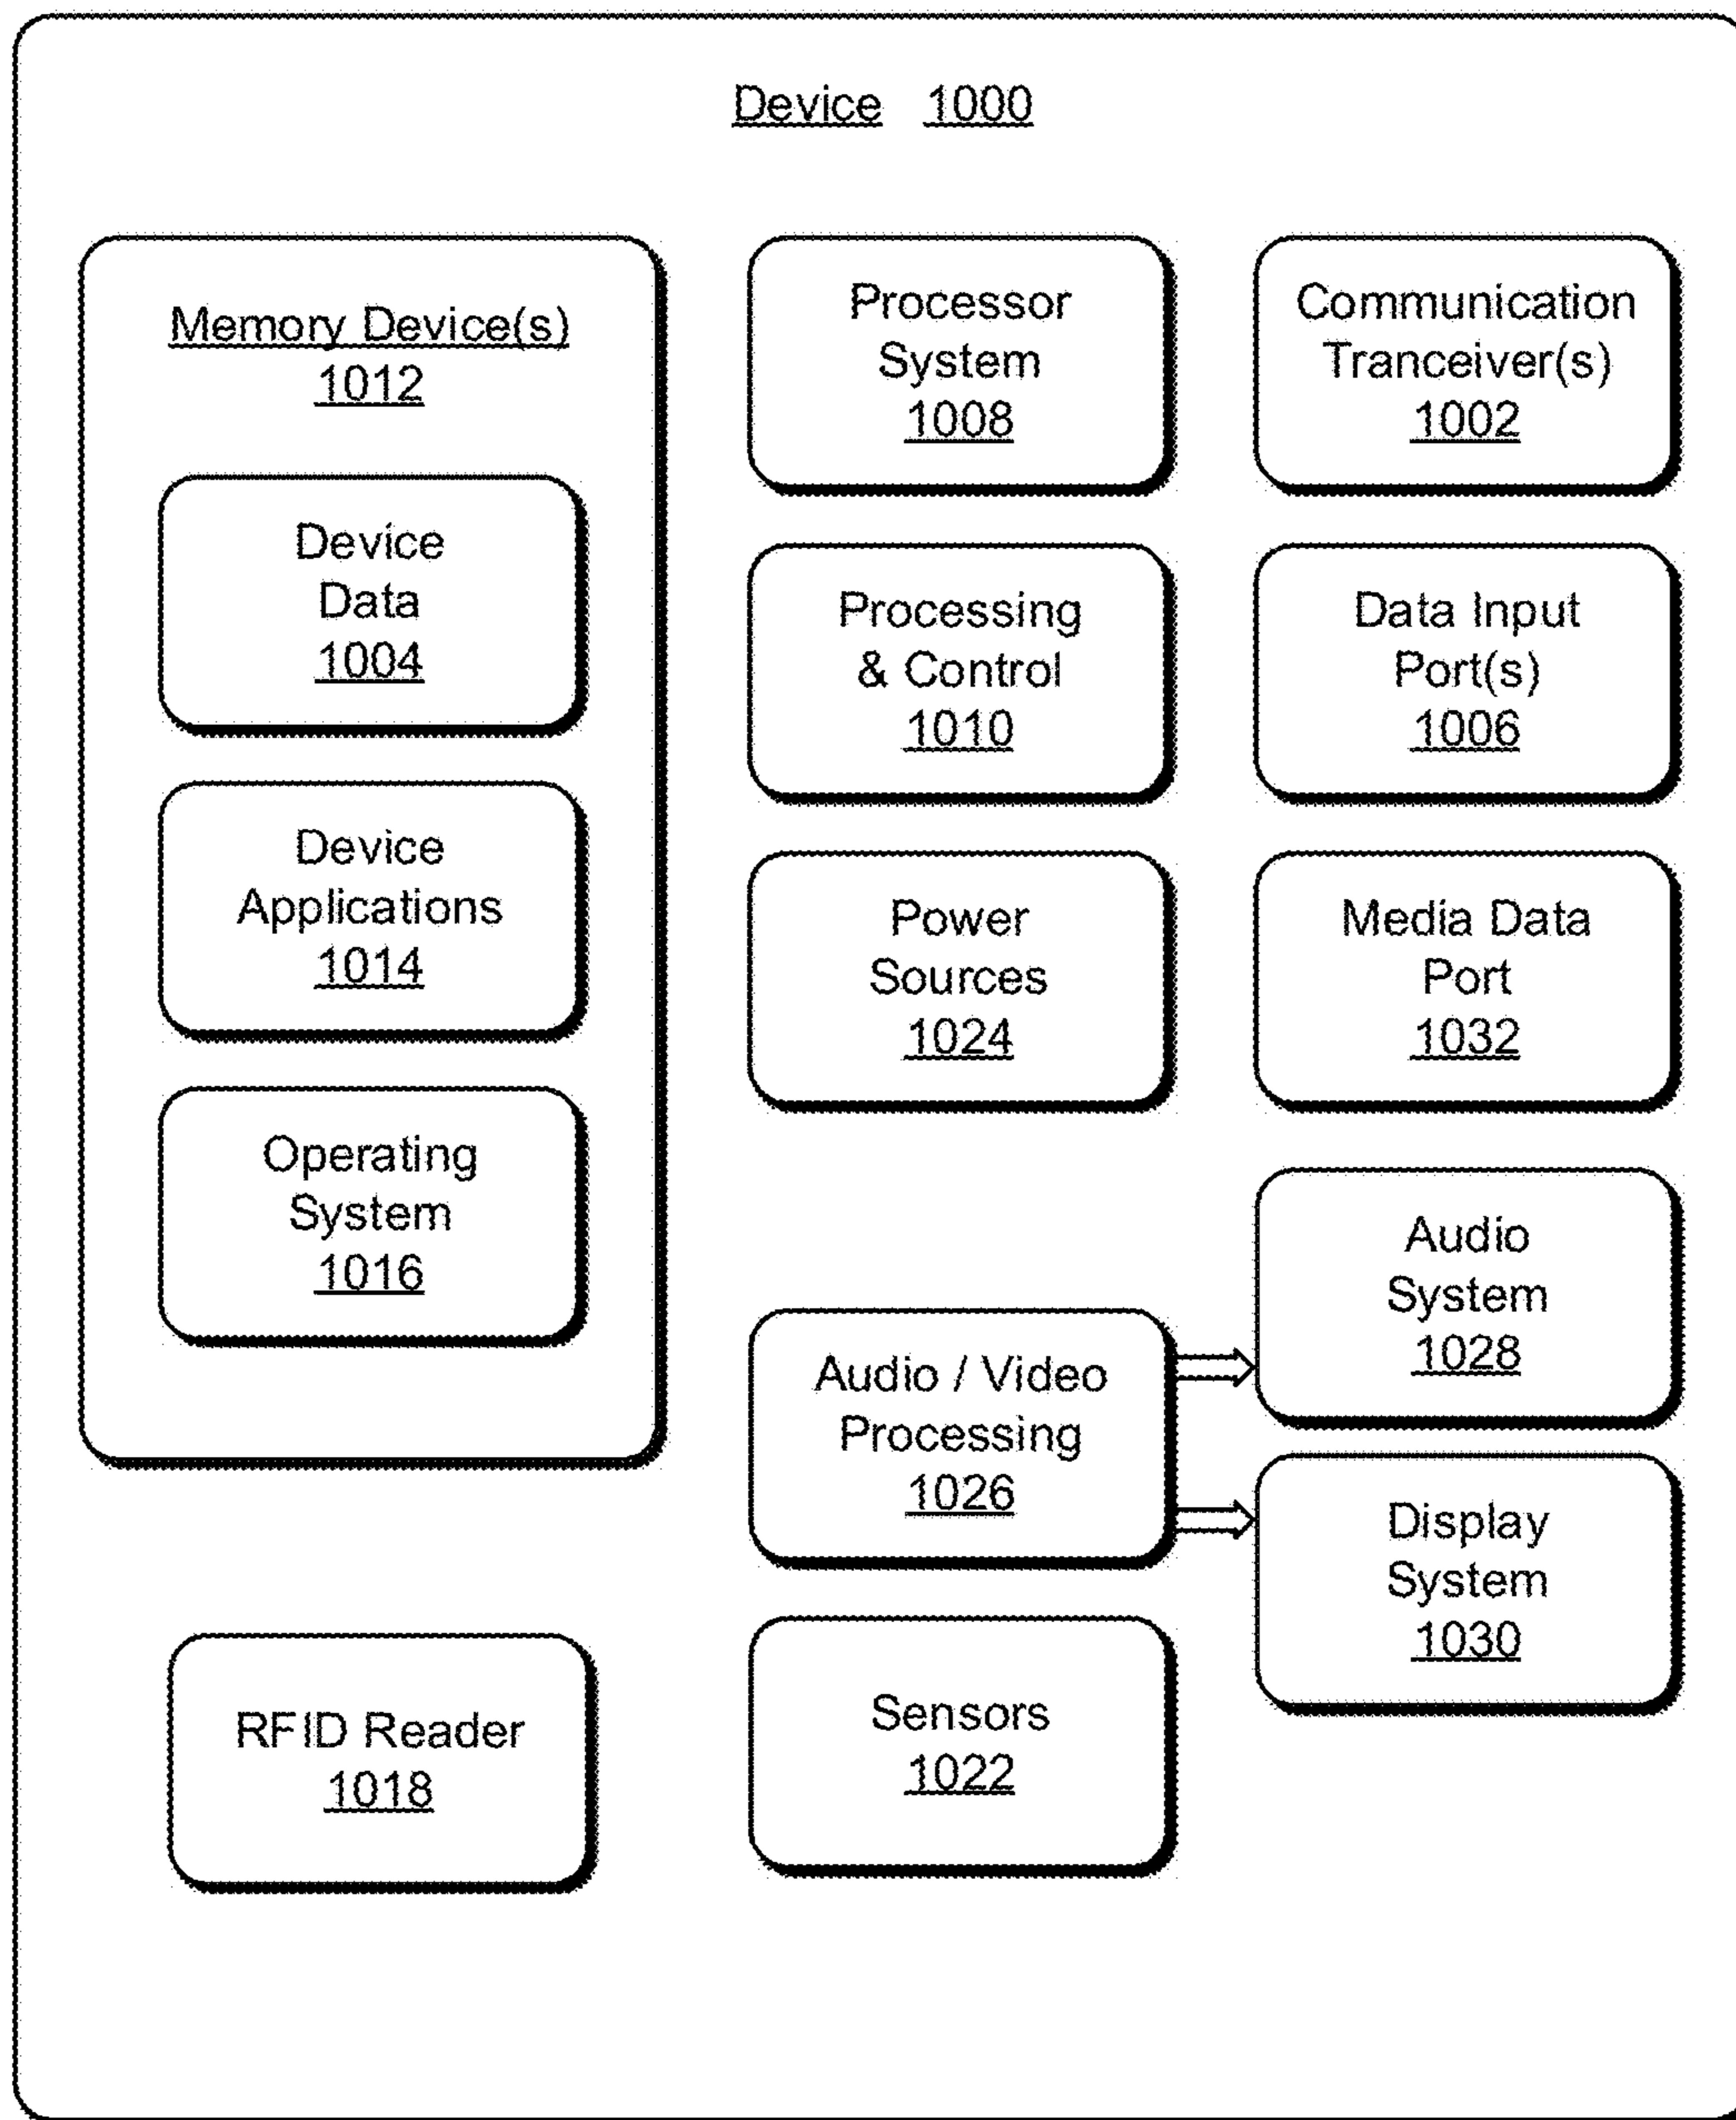 Device 1000
Memory Device(s)
1012
Device
Data
1004
Device
Applications
1014
Operating
System
1016
RFID Reader
1018
Processor
System
1008
Processing
& Control
1010
Power
Sources
1024
Audio / Video
Processing
1026
Sensors
1022
Communication
Tranceiver(s)
1002
Data Input
Port(s)
1006
Media Data
Port
1032
Audio
System
1028
Display
System
1030